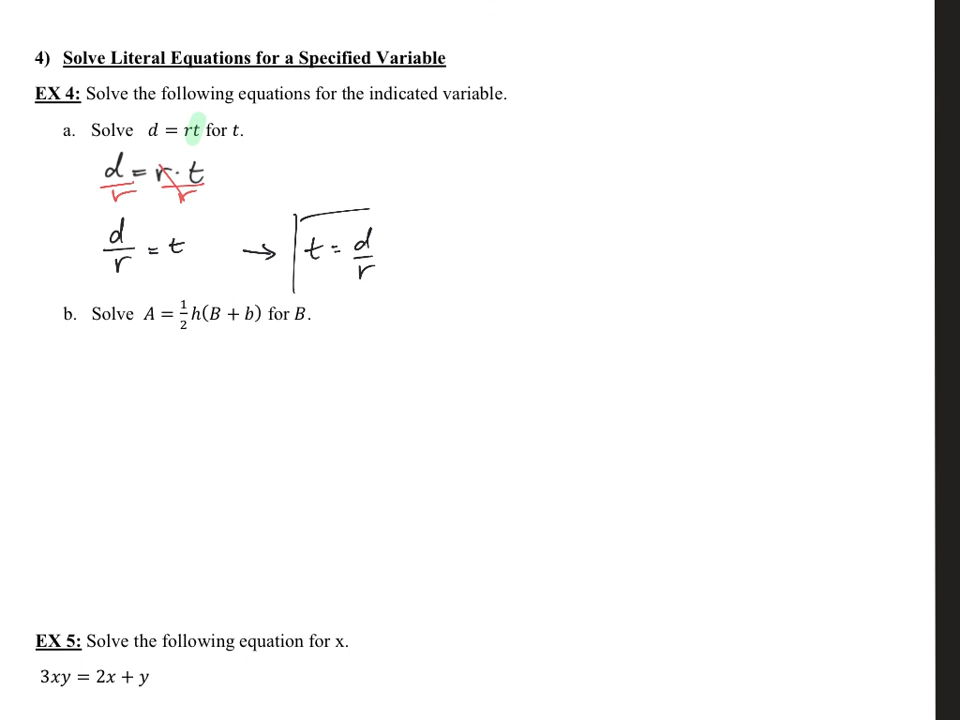 4) Solve Literal Equations for a Specified Variable
EX 4: Solve the following equations for the indicated variable.
a. Solve d = rt for t.
d/r = r·t/r
d/r = t → t = d/r
b. Solve A = 1/2 h(B + b) for B.
EX 5: Solve the following equation for x.
3xy = 2x + y